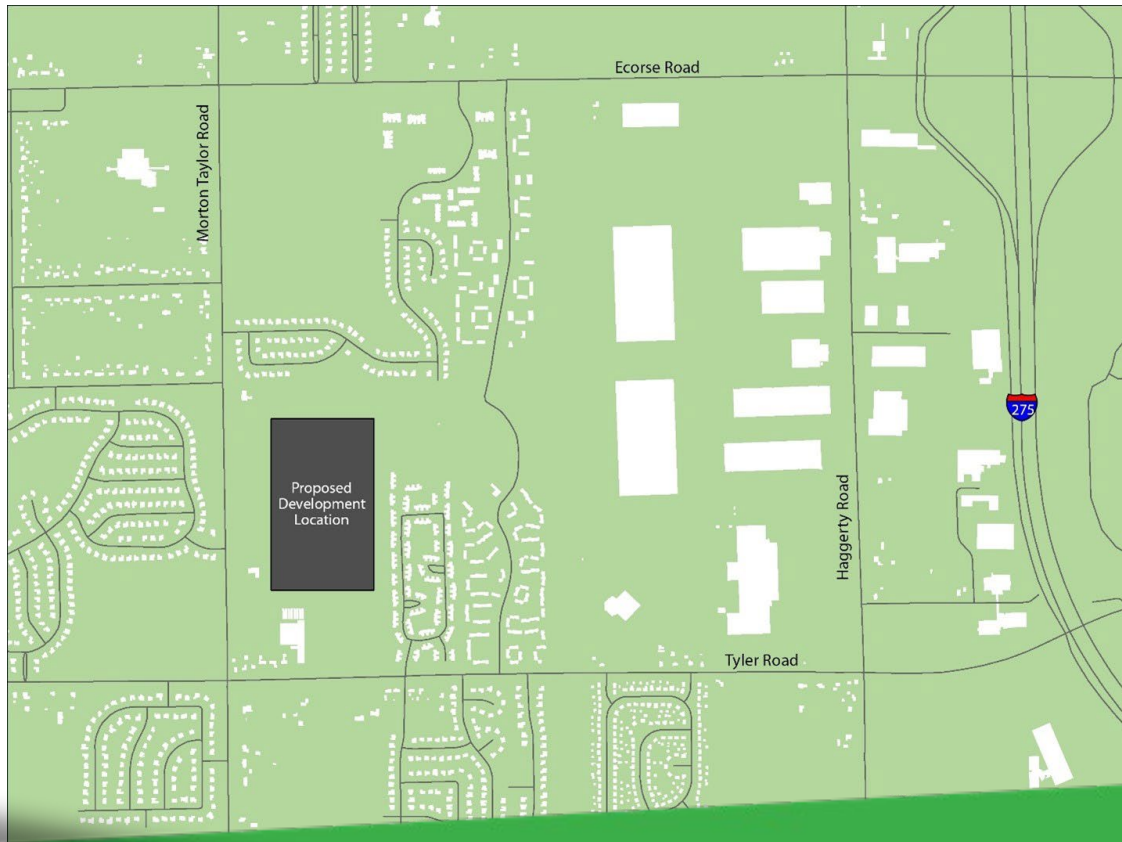 Ecorse Road
Morton Taylor Road
275
Proposed
Development
Location
Haggerty Road
Tyler Road